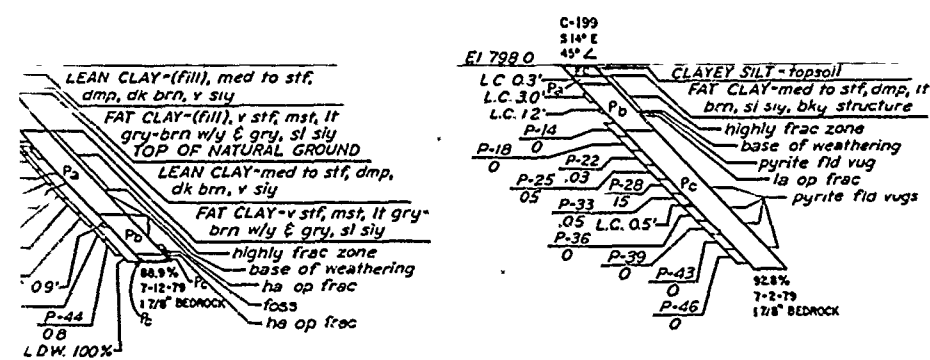 LEAN CLAY-(fill), med to stf,
dmp, dk brn, v sly
FAT CLAY-(fill), v stf, mst, lt
gry-brn w/y & gry, sl sly
TOP OF NATURAL GROUND
LEAN CLAY-med to stf, dmp,
dk brn, v sly
FAT CLAY-v stf, mst, lt gry-
brn w/y & gry, sl sly
highly frac zone
base of weathering
ha op frac
foss
ha op frac
Pa
Pb
Pc
Pc
0.9'
P-44
0.8
LDW. 100%
88.9%
7-12-79
1 7/8" BEDROCK
C-199
S 14° E
45° ∠
El 798.0
L.C. 0.3'
L.C. 3.0'
L.C. 1.2'
P-14
0
P-18
0
P-22
.03
P-25
.05
P-28
.15
P-33
.05
L.C. 0.5'
P-36
0
P-39
0
P-43
0
P-46
0
Pc
Pa
Pb
Pc
CLAYEY SILT-topsoil
FAT CLAY-med to stf, dmp, lt
brn, sl sly, bky structure
highly frac zone
base of weathering
pyrite fld vug
la op frac
pyrite fld vugs
92.8%
7-2-79
1 7/8" BEDROCK